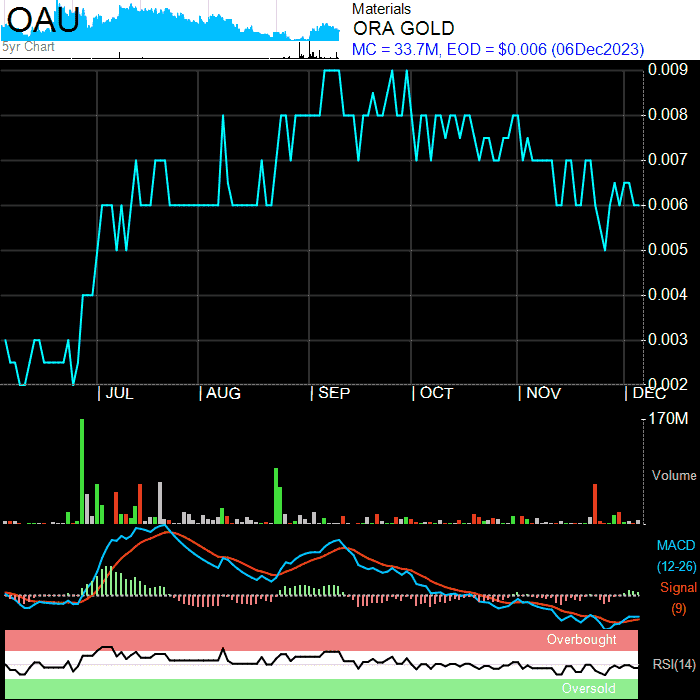 OAU
5yr Chart
Materials
ORA GOLD
MC = 33.7M, EOD = $0.006 (06Dec2023)
0.009
0.008
0.007
0.006
0.005
0.004
0.003
0.002
| JUL | AUG | SEP | OCT | NOV | DEC
170M
Volume
MACD
(12-26)
Signal
(9)
Overbought
RSI(14)
Oversold